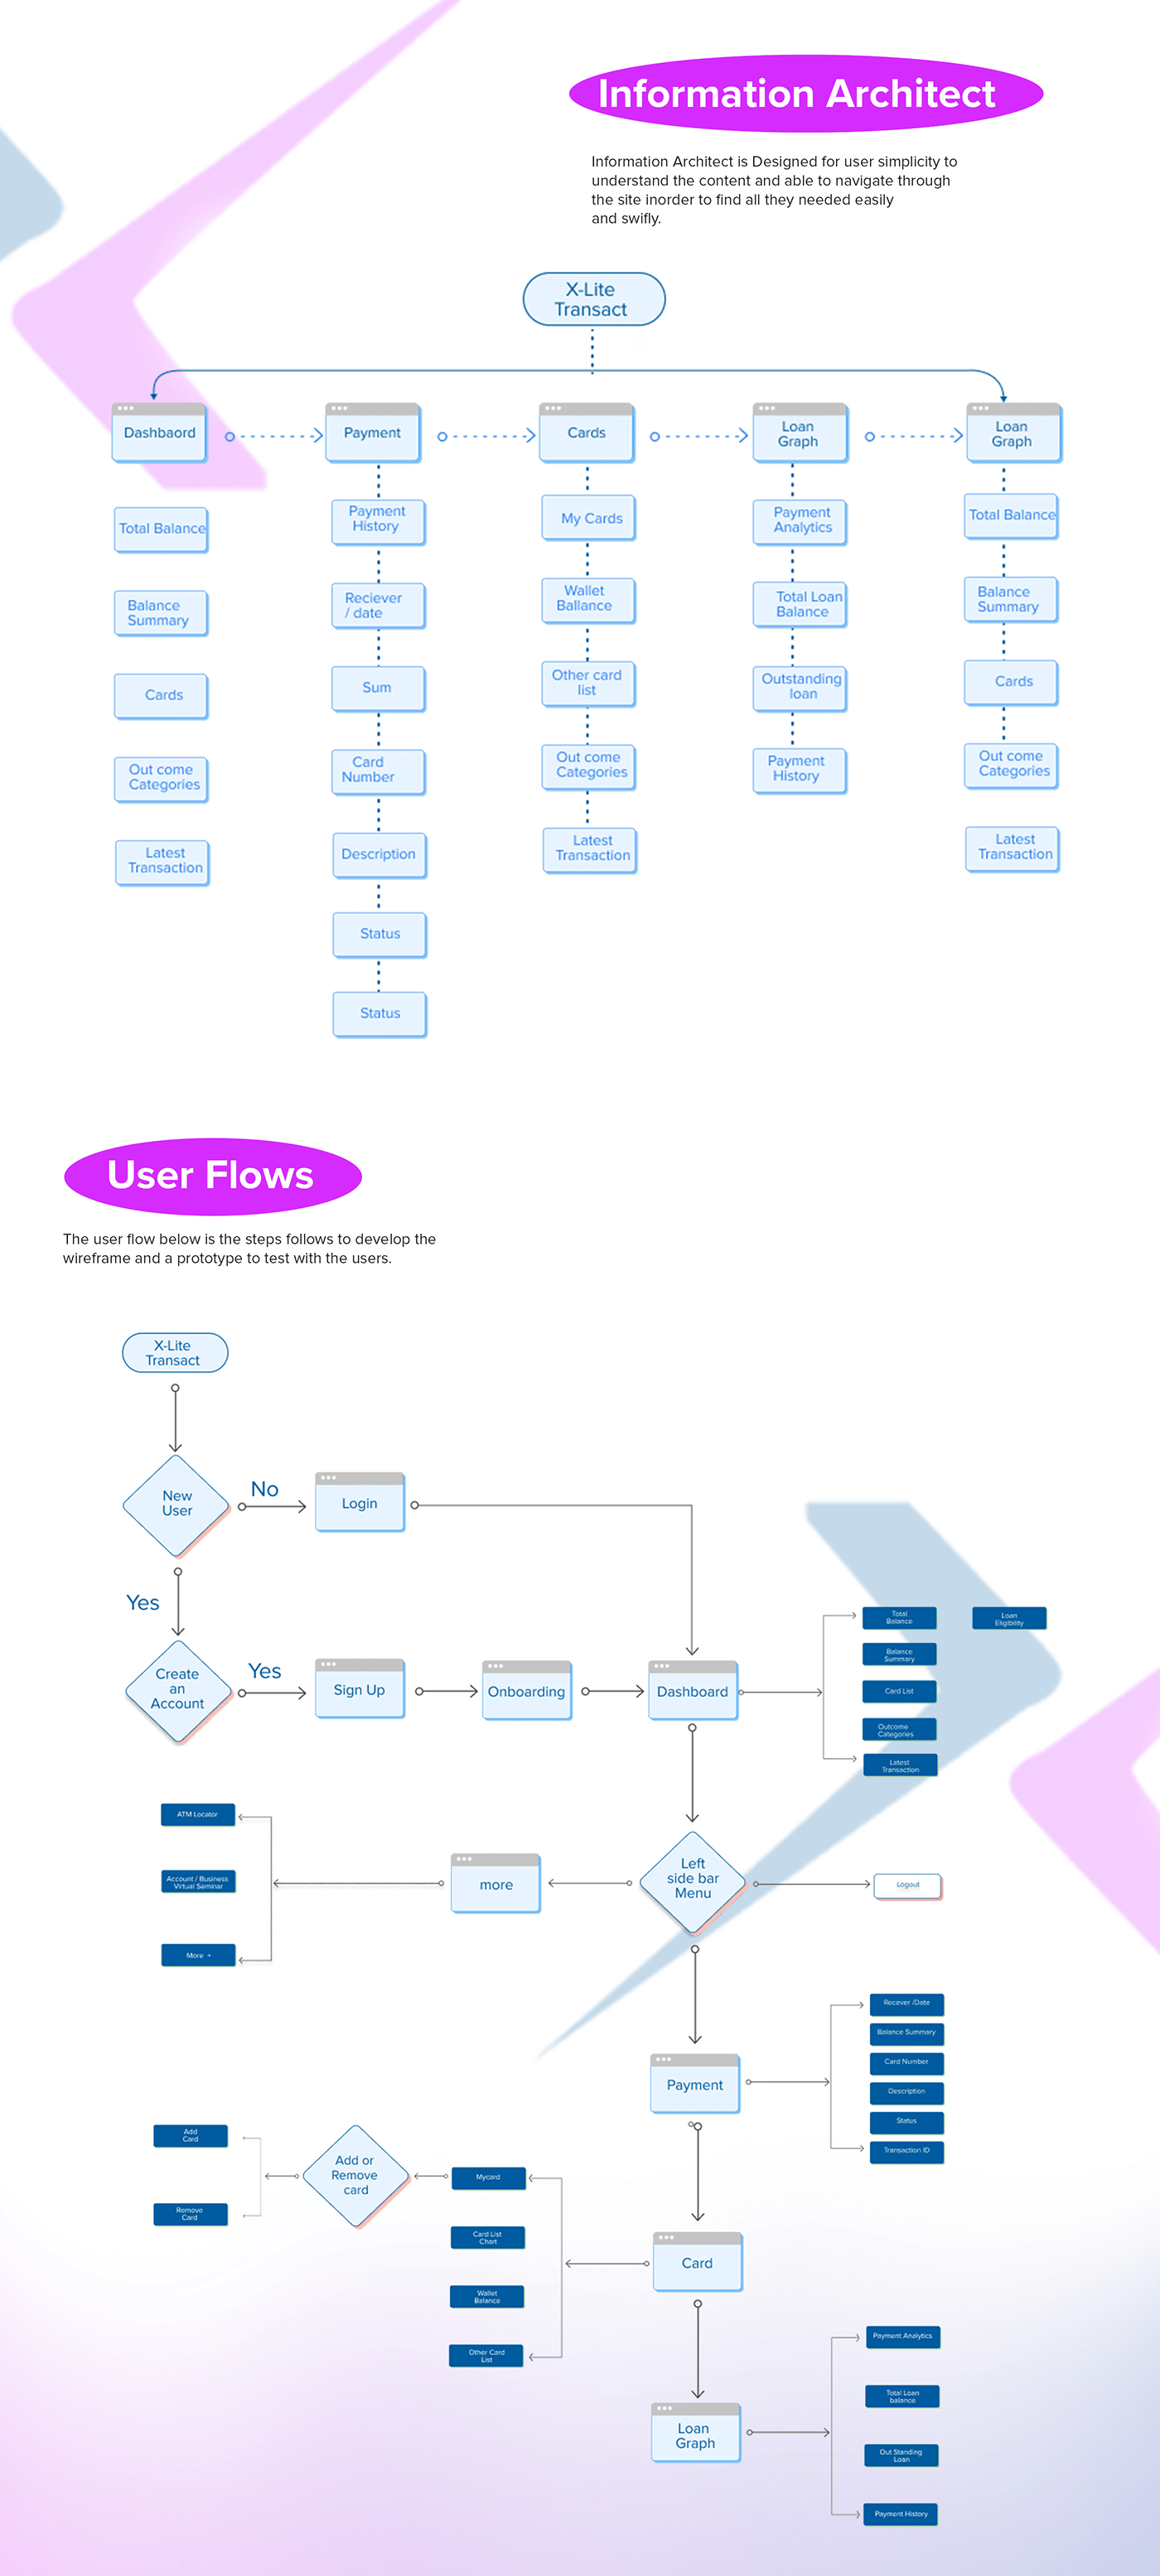 Information Architect
Information Architect is Designed for user simplicity to
understand the content and able to navigate through
the site inorder to find all they needed easily
and swifly.
X-Lite
Transact
Dashbaord
Payment
Cards
Loan
Graph
Loan
Graph
Total Balance
Balance
Summary
Cards
Out come
Categories
Latest
Transaction
Payment
History
Reciever
/ date
Sum
Card
Number
Description
Status
Status
My Cards
Wallet
Ballance
Other card
list
Out come
Categories
Latest
Transaction
Payment
Analytics
Total Loan
Balance
Outstanding
loan
Payment
History
Total Balance
Balance
Summary
Cards
Out come
Categories
Latest
Transaction
User Flows
The user flow below is the steps follows to develop the
wireframe and a prototype to test with the users.
X-Lite
Transact
New
User
No
Login
Yes
Create
an
Account
Yes
Sign Up
Onboarding
Dashboard
Total
Balance
Loan
Eligibility
Balance
Summary
Card List
Outcome
Categories
Latest
Transaction
Left
side bar
Menu
Logout
more
ATM Locator
Account / Business
Virtual Seminar
More +
Payment
Recever /Date
Balance Summary
Card Number
Description
Status
Transaction ID
Card
Mycard
Card List
Chart
Wallet
Balance
Other Card
List
Add or
Remove
card
Add
Card
Remove
Card
Loan
Graph
Payment Analytics
Total Loan
balance
Out Standing
Loan
Payment History